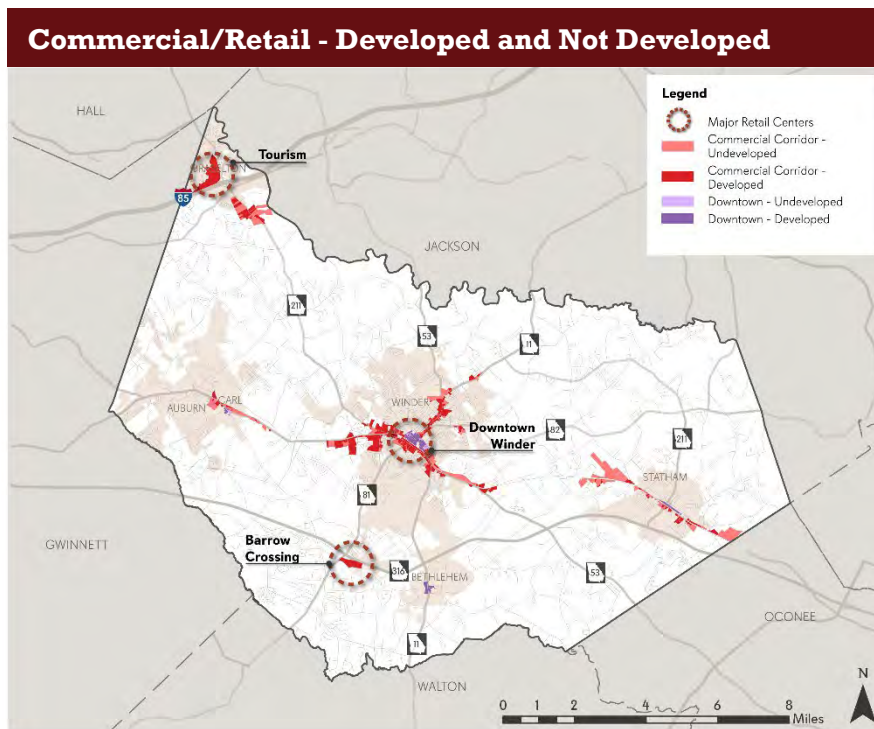 Commercial/Retail - Developed and Not Developed
HALL
Legend
Major Retail Centers
Commercial Corridor -
Undeveloped
Commercial Corridor -
Developed
Downtown - Undeveloped
Downtown - Developed
Tourism
BRASELTON
85
JACKSON
211
53
11
AUBURN
CARL
WINDER
Downtown
Winder
82
211
STATHAM
81
GWINNETT
Barrow
Crossing
316
BETHLEHEM
53
OCONEE
11
WALTON
N
0 1 2 4 6 8
Miles